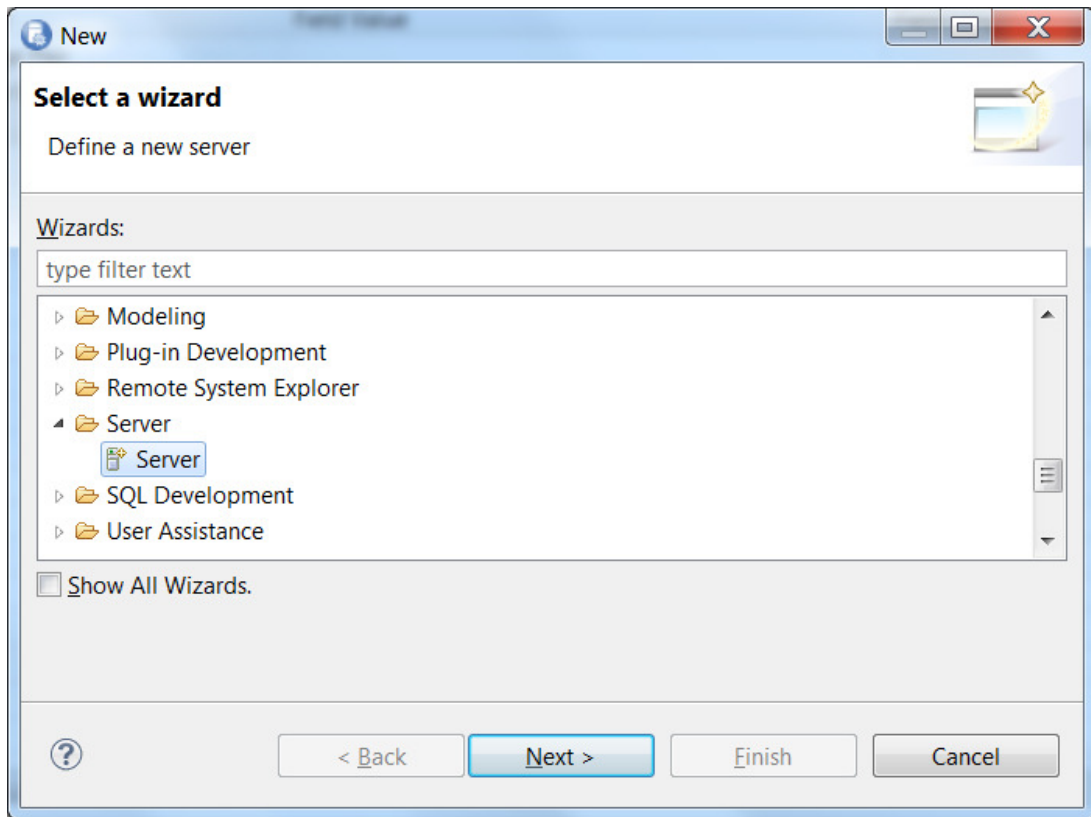 New
Select a wizard
Define a new server
Wizards:
type filter text
Modeling
Plug-in Development
Remote System Explorer
Server
Server
SQL Development
User Assistance
Show All Wizards.
? < Back Next > Finish Cancel